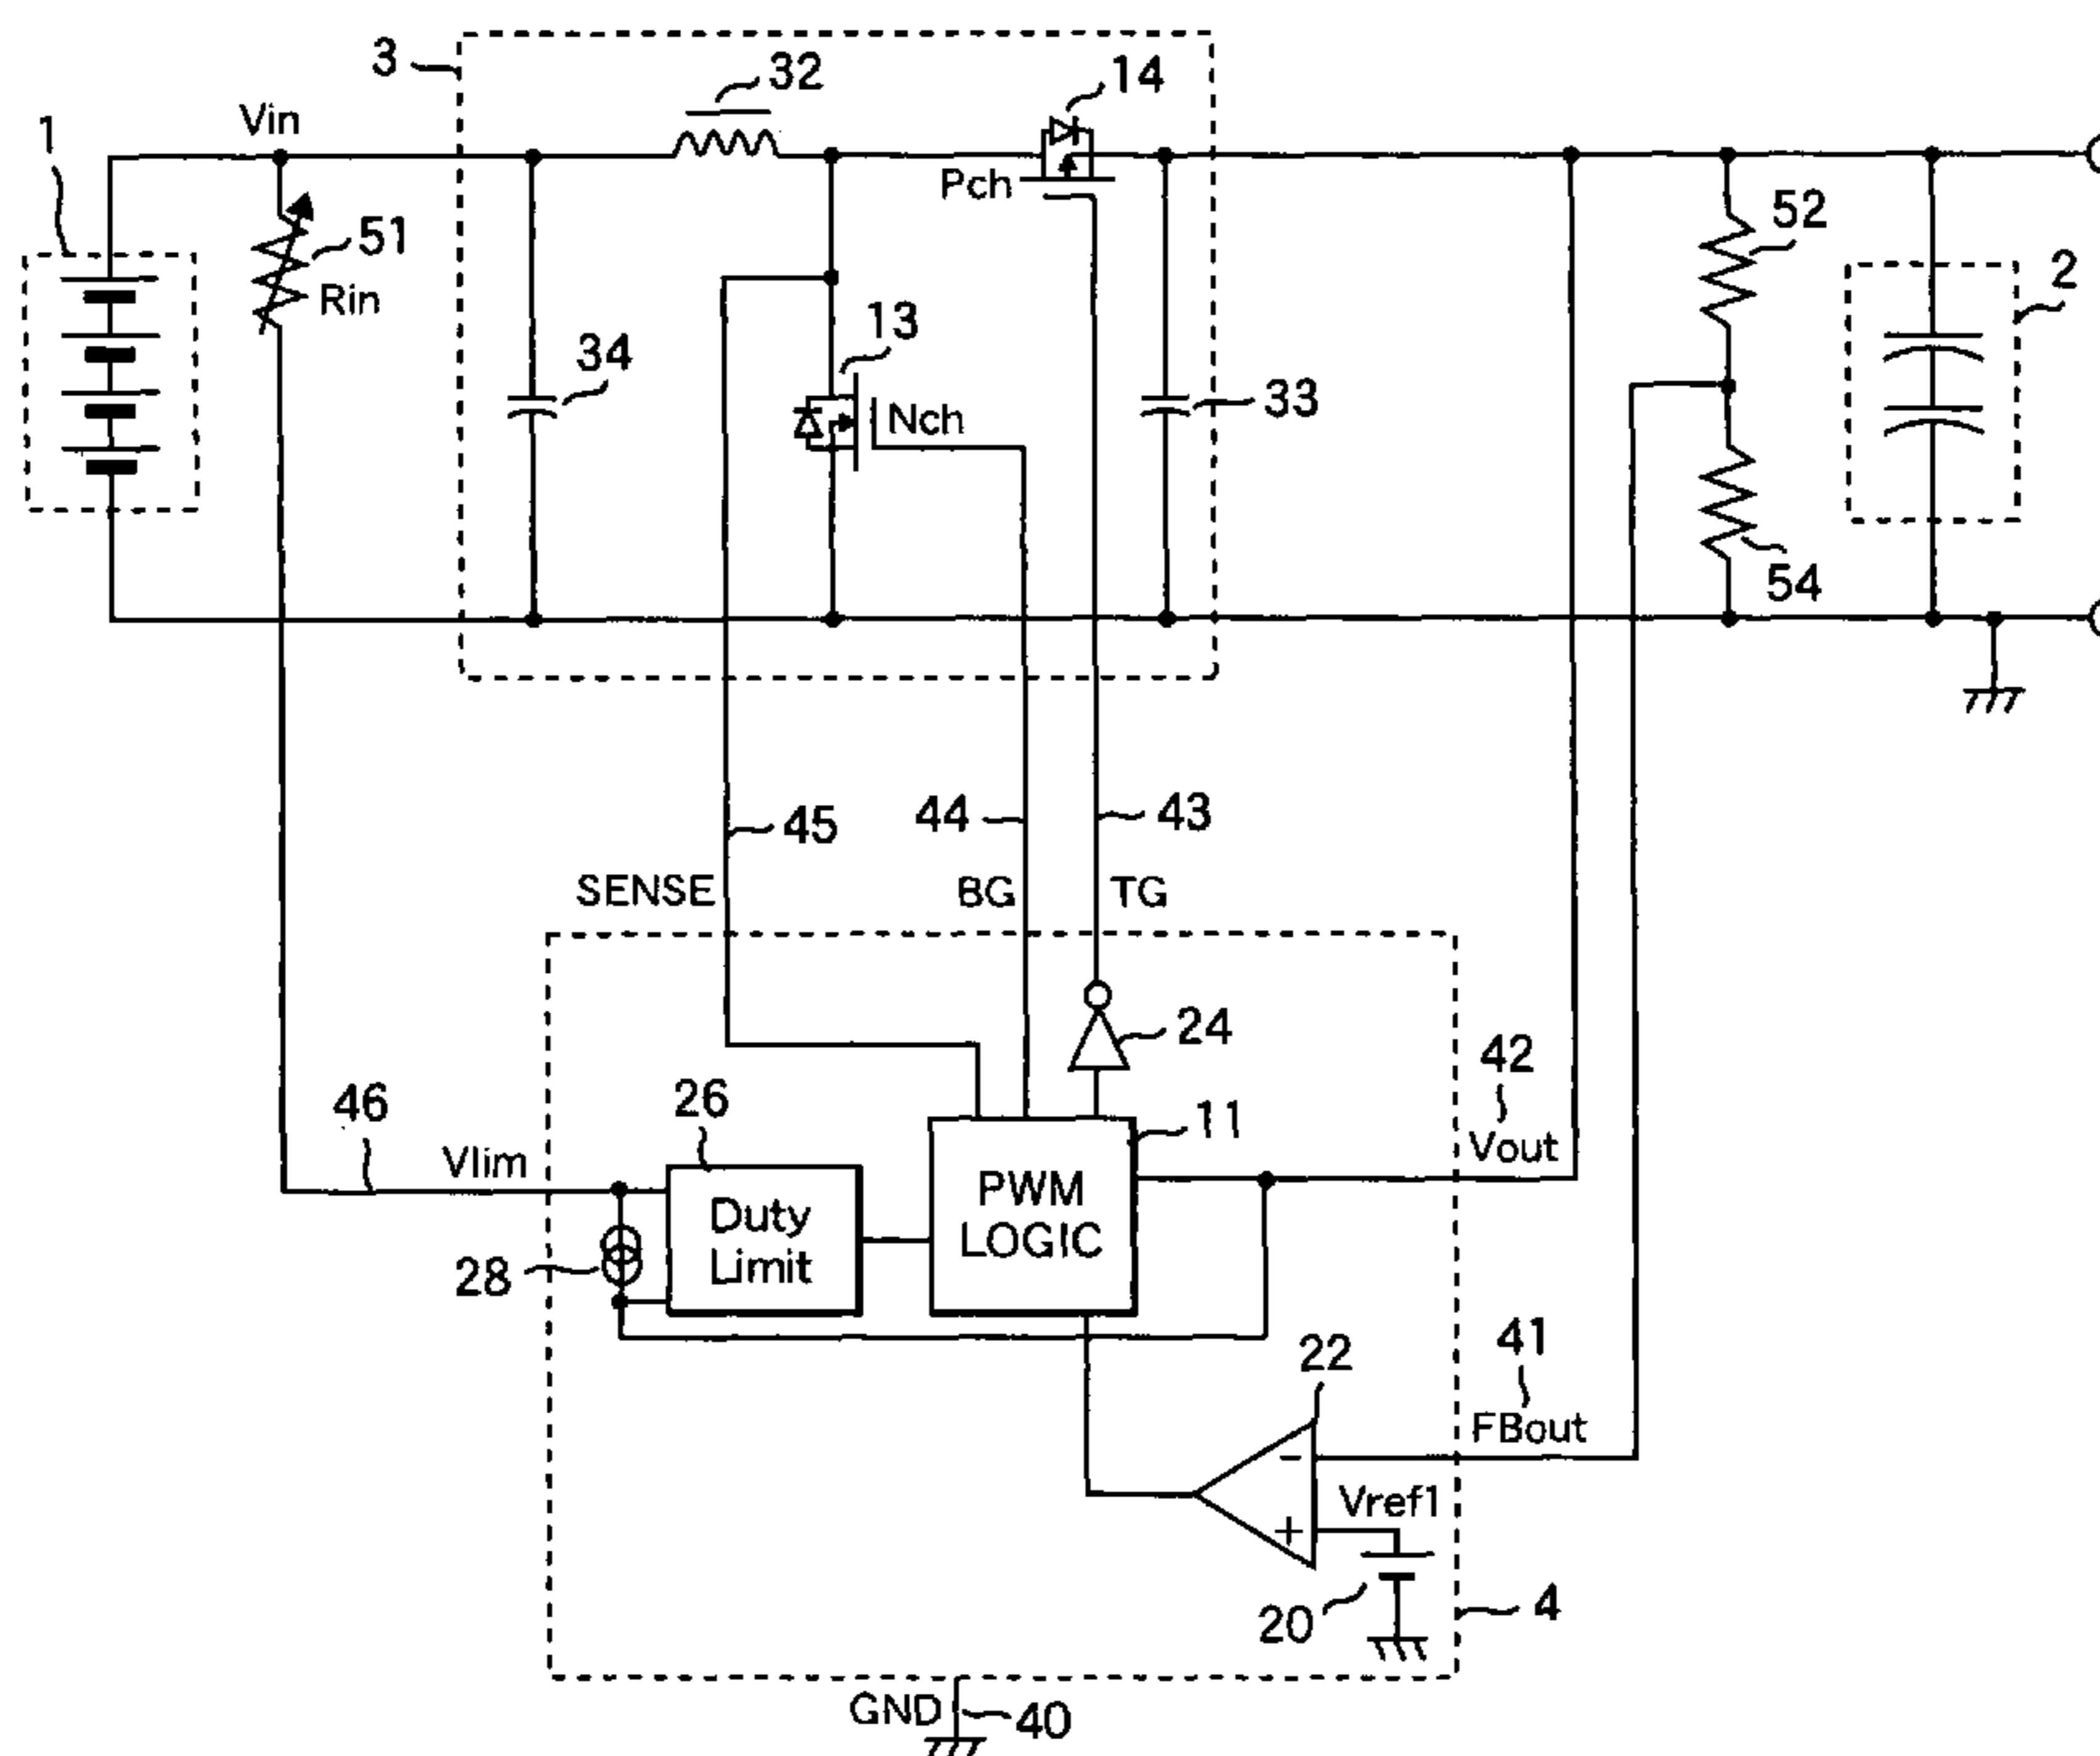 3
32
14
1
Vin
Pch
51
52
2
Rin
13
34
Nch
33
54
45
44
43
SENSE
BG
TG
24
42
46
26
11
Vlim
Vout
Duty
Limit
PWM
LOGIC
28
22
41
FBout
-
Vref1
+
20
4
GND
40